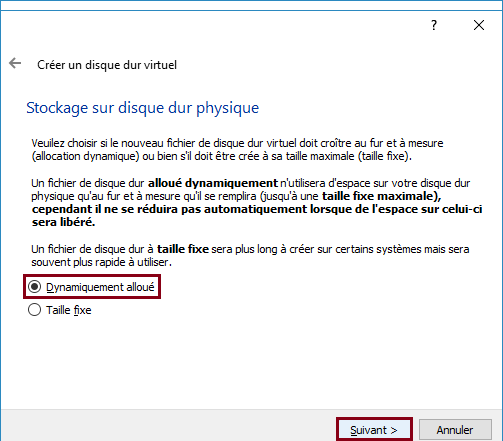 ?
Créer un disque dur virtuel
Stockage sur disque dur physique
Veuilez choisir si le nouveau fichier de disque dur virtuel doit croître au fur et à mesure
(allocation dynamique) ou bien s'il doit être crée à sa taille maximale (taille fixe).
Un fichier de disque dur alloué dynamiquement n'utilisera d'espace sur votre disque dur
physique qu'au fur et à mesure qu'il se remplira (jusqu'à une taille fixe maximale),
cependant il ne se réduira pas automatiquement lorsque de l'espace sur celui-ci
sera libéré.
Un fichier de disque dur à taille fixe sera plus long à créer sur certains systèmes mais sera
souvent plus rapide à utiliser.
Dynamiquement alloué
Taille fixe
Suivant >
Annuler